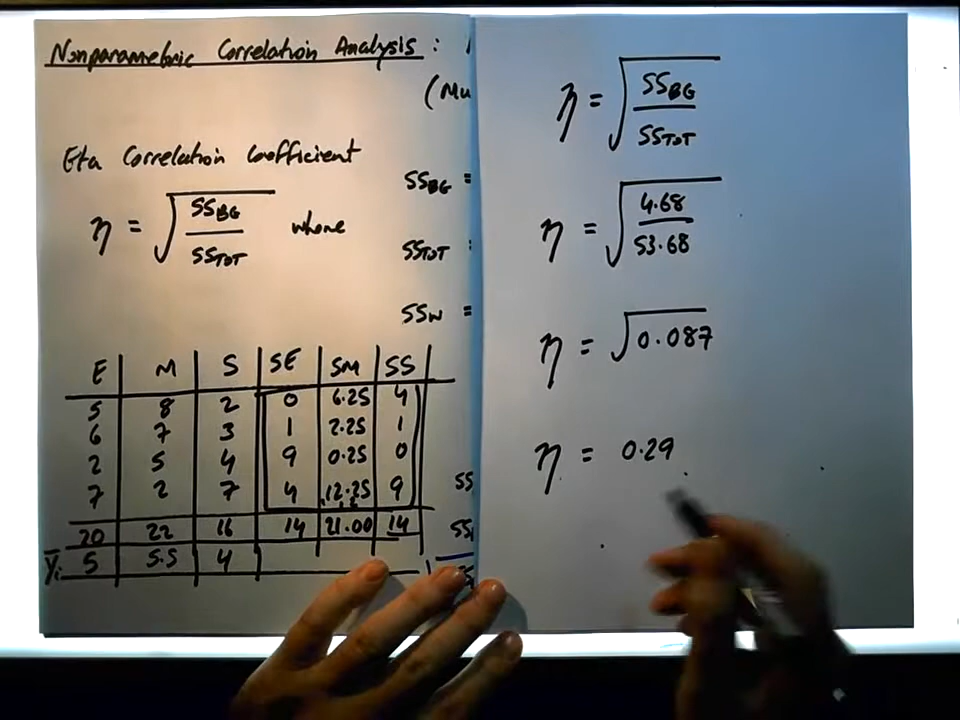 Nonparametric Correlation Analysis :
(Mu
Eta Correlation Coefficient
η = √ SSBG / SSTOT where
SSBG =
SSTOT :
SSW =
E M S SE SM SS
5 8 2 0 6.25 4
6 7 3 1 2.25 1
2 5 4 9 0.25 0
7 2 7 4 12.25 9
20 22 16 14 21.00 14
Ȳi 5 5.5 4
SS
SS
η = √ SSBG / SSTOT
η = √ 4.68 / 53.68
η = √ 0.087
η = 0.29